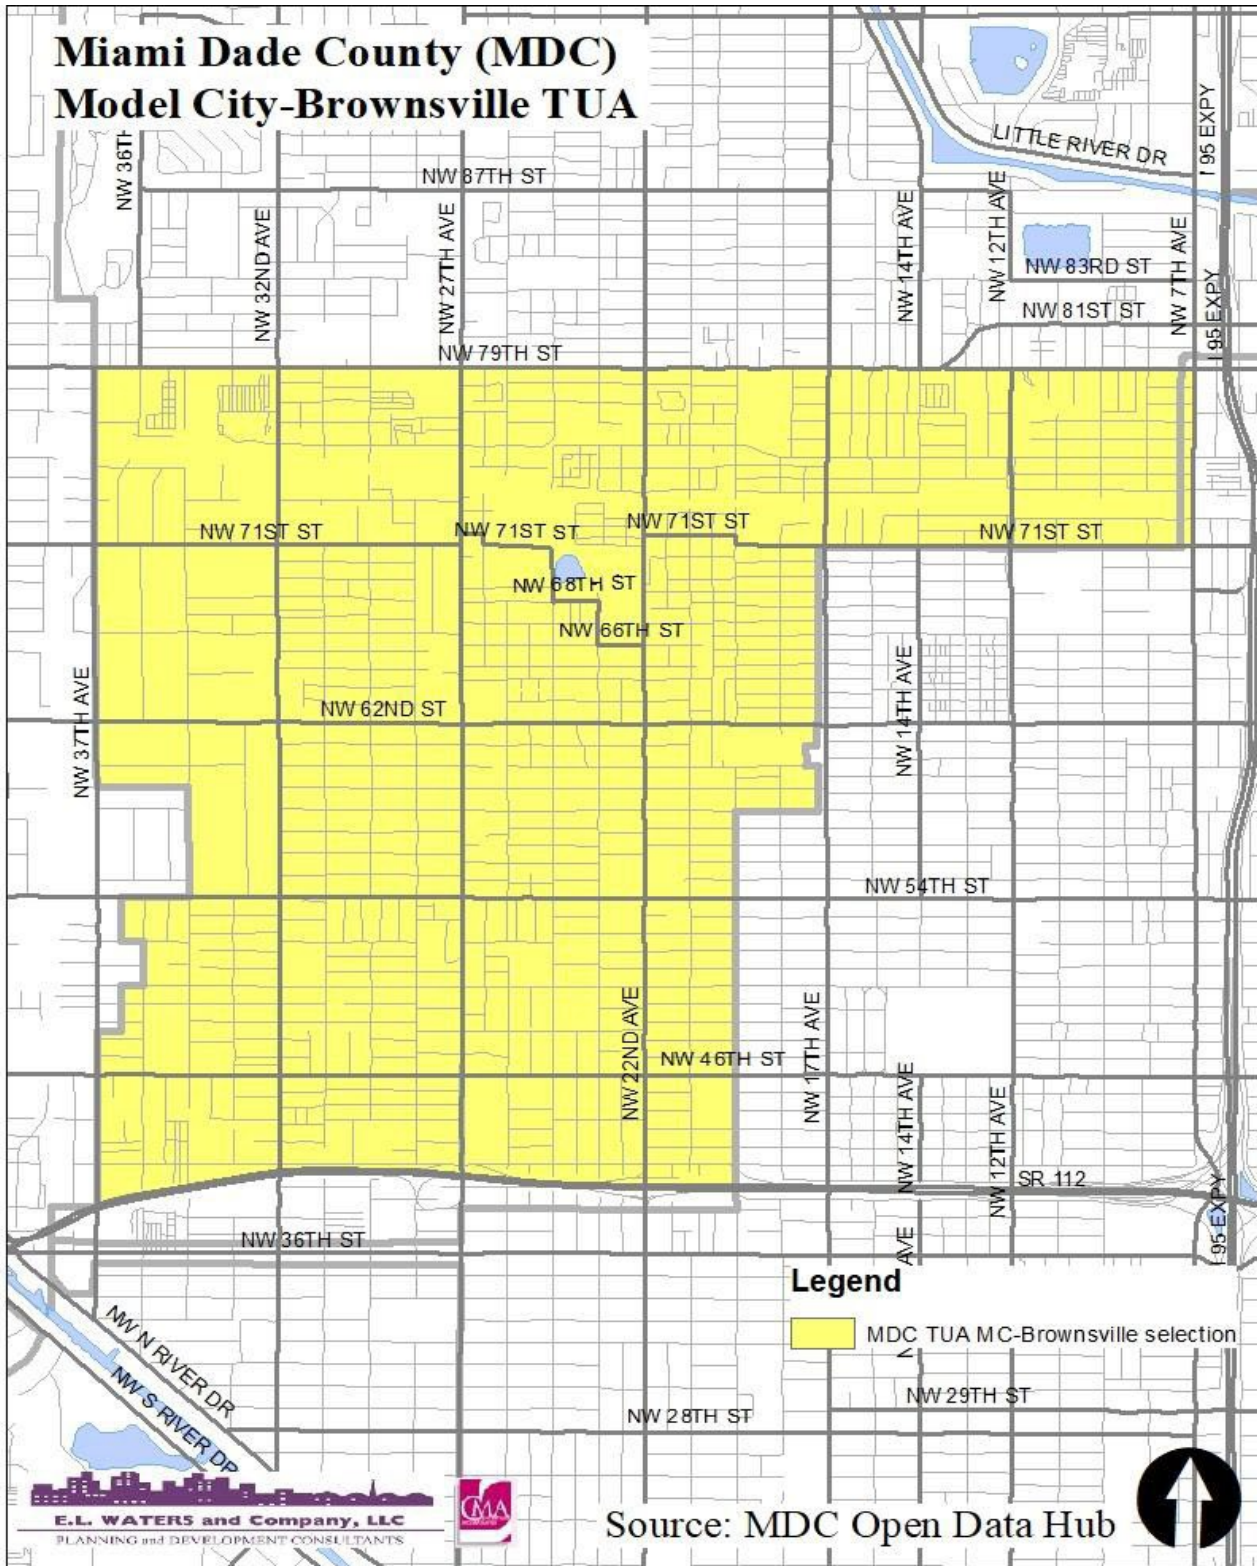 Miami Dade County (MDC)
Model City-Brownsville TUA
NW 36TH
NW 87TH ST
LITTLE RIVER DR
I 95 EXPY
NW 32ND AVE
NW 27TH AVE
NW 14TH AVE
NW 12TH AVE
NW 7TH AVE
NW 83RD ST
NW 81ST ST
I 95 EXPY
NW 79TH ST
NW 71ST ST
NW 71ST ST
NW 71ST ST
NW 71ST ST
NW 68TH ST
NW 66TH ST
NW 37TH AVE
NW 62ND ST
NW 14TH AVE
NW 54TH ST
NW 22ND AVE
NW 46TH ST
NW 17TH AVE
NW 14TH AVE
NW 12TH AVE
SR 112
I 95 EXPY
NW 36TH ST
AVE
Legend
MDC TUA MC-Brownsville selection
N
NW N RIVER DR
NW S RIVER DR
NW 29TH ST
NW 28TH ST
E.L. WATERS and Company, LLC
PLANNING and DEVELOPMENT CONSULTANTS
CMA
Source: MDC Open Data Hub